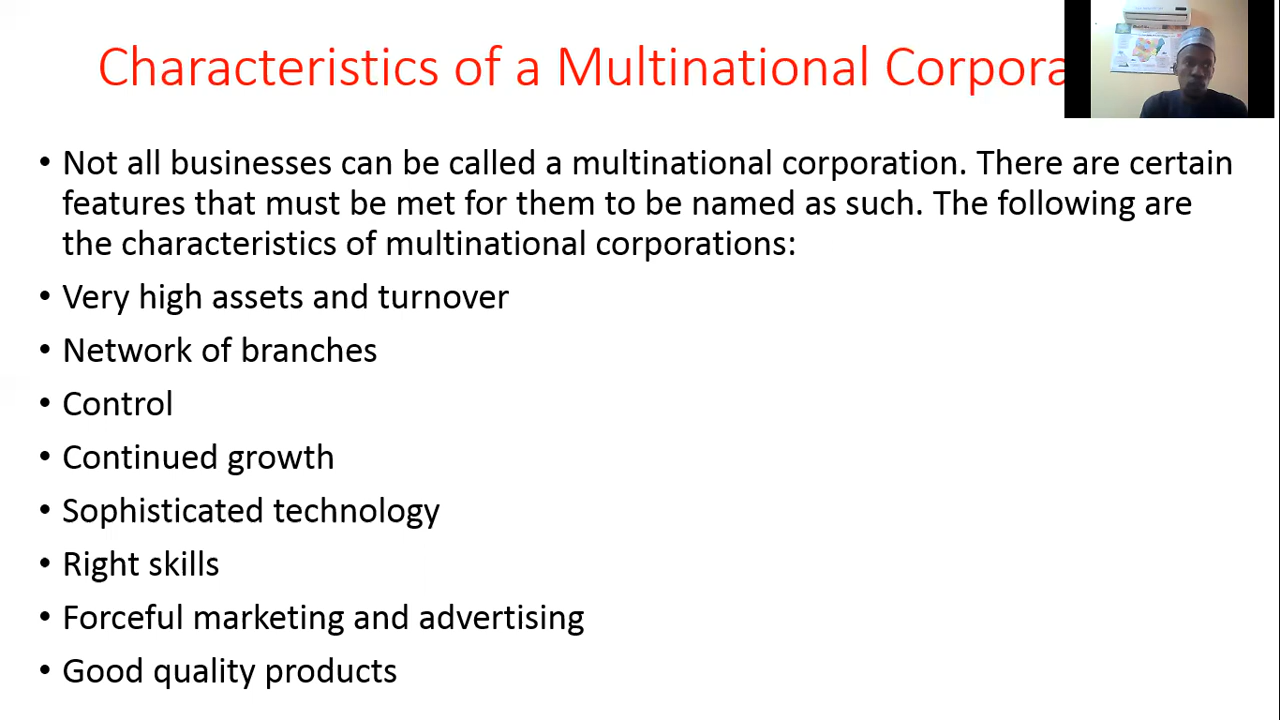 Characteristics of a Multinational Corpora
• Not all businesses can be called a multinational corporation. There are certain
features that must be met for them to be named as such. The following are
the characteristics of multinational corporations:
• Very high assets and turnover
• Network of branches
• Control
• Continued growth
• Sophisticated technology
• Right skills
• Forceful marketing and advertising
• Good quality products